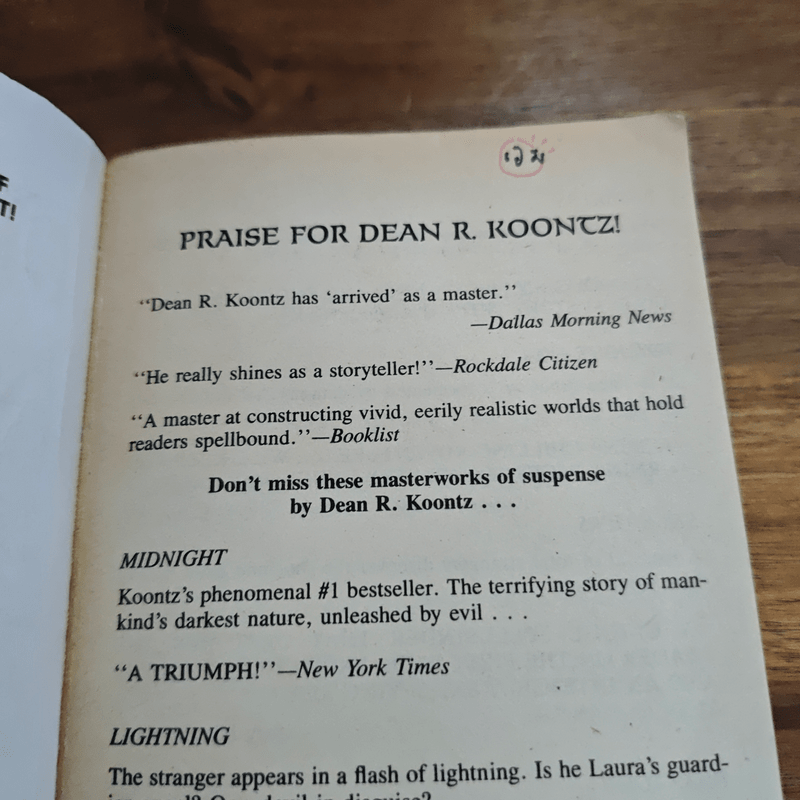 T!
PRAISE FOR DEAN R. KOONTZ!
“Dean R. Koontz has ‘arrived’ as a master.”
—Dallas Morning News
“He really shines as a storyteller!”—Rockdale Citizen
“A master at constructing vivid, eerily realistic worlds that hold
readers spellbound.”—Booklist
Don’t miss these masterworks of suspense
by Dean R. Koontz . . .
MIDNIGHT
Koontz’s phenomenal #1 bestseller. The terrifying story of man-
kind’s darkest nature, unleashed by evil . . .
“A TRIUMPH!”—New York Times
LIGHTNING
The stranger appears in a flash of lightning. Is he Laura’s guard-